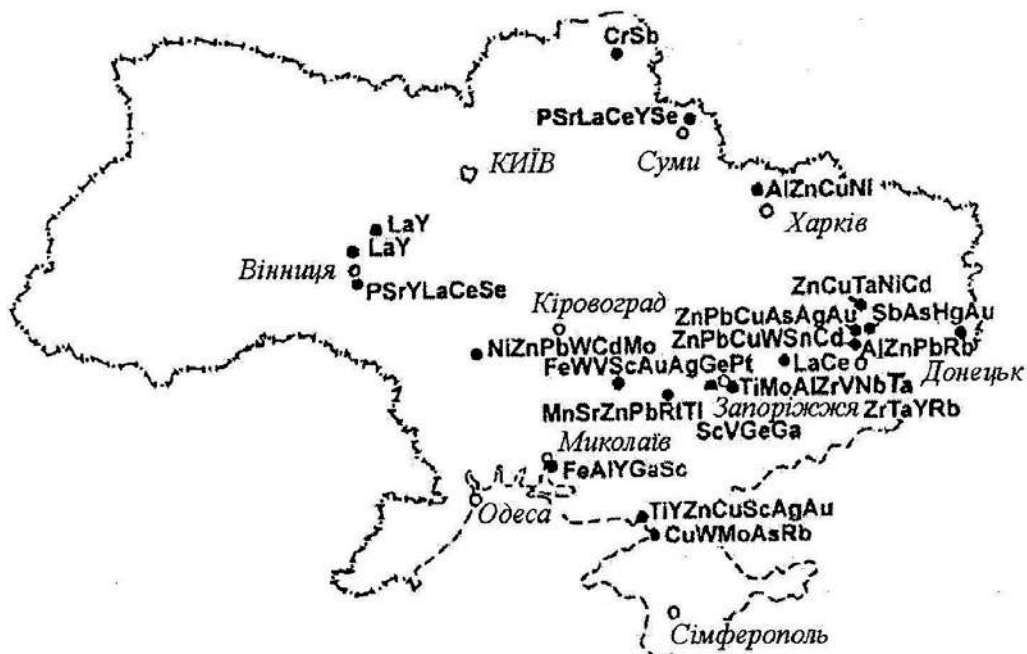 CrSb
PSrLaCeYSe
Суми
КИЇВ
AlZnCuNi
Харків
LaY
LaY
Вінниця
PSrYLaCeSe
ZnCuTaNiCd
Кіровоград
ZnPbCuAsAgAu
SbAsHgAu
ZnPbCuWSnCd
AlZnPbRb
NiZnPbWCdMo
LaCe
Донецьк
FeWVScAuAgGePt
TiMoAlZrVNbTa
MnSrZnPbRtTl
Запоріжжя
ZrTaYRb
ScVGeGa
Миколаїв
FeAlYGaSc
Одеса
TiYZnCuScAgAu
CuWMoAsRb
Сімферополь